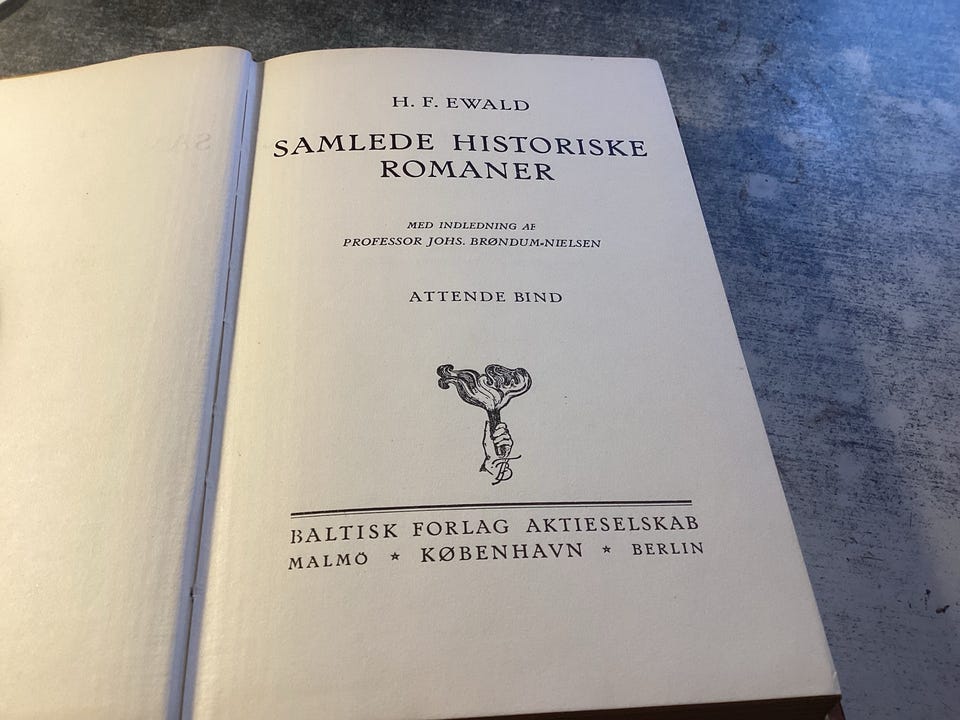 H. F. EWALD
SAMLEDE HISTORISKE
ROMANER
MED INDLEDNING AF
PROFESSOR JOHS. BRØNDUM-NIELSEN
ATTENDE BIND
BALTISK FORLAG AKTIESELSKAB
MALMÖ ★ KØBENHAVN ★ BERLIN